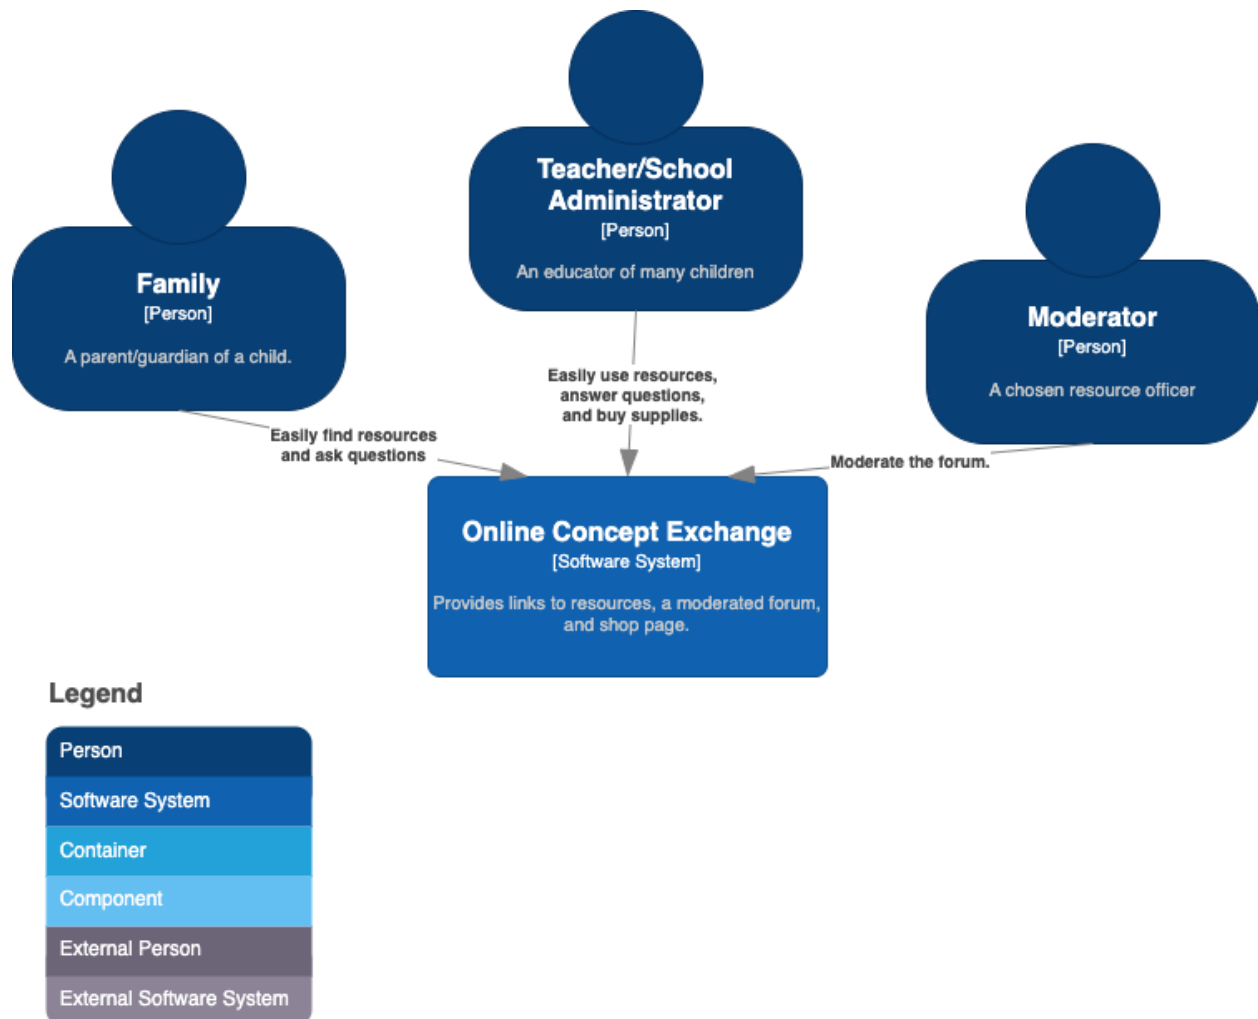 Teacher/School
Administrator
[Person]
An educator of many children
Family
[Person]
A parent/guardian of a child.
Moderator
[Person]
A chosen resource officer
Easily use resources,
answer questions,
and buy supplies.
Easily find resources
and ask questions
Moderate the forum.
Online Concept Exchange
[Software System]
Provides links to resources, a moderated forum,
and shop page.
Legend
Person
Software System
Container
Component
External Person
External Software System